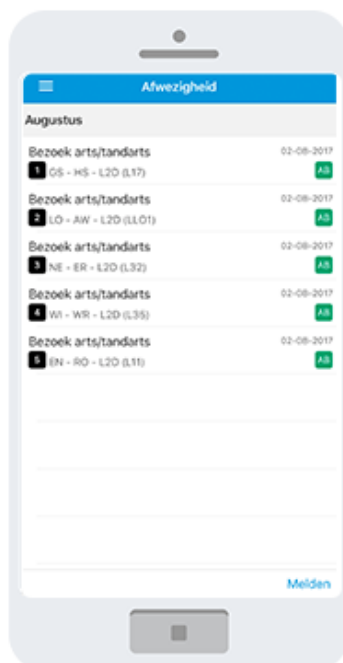 Afwezigheid
Augustus
Bezoek arts/tandarts 02-08-2017
1 GS - HS - L2D (L17) AB
Bezoek arts/tandarts 02-08-2017
2 LO - AW - L2D (LLO1) AB
Bezoek arts/tandarts 02-08-2017
3 NE - ER - L2D (L32) AB
Bezoek arts/tandarts 02-08-2017
4 WI - WR - L2D (L35) AB
Bezoek arts/tandarts 02-08-2017
5 EN - RO - L2D (L11) AB
Melden